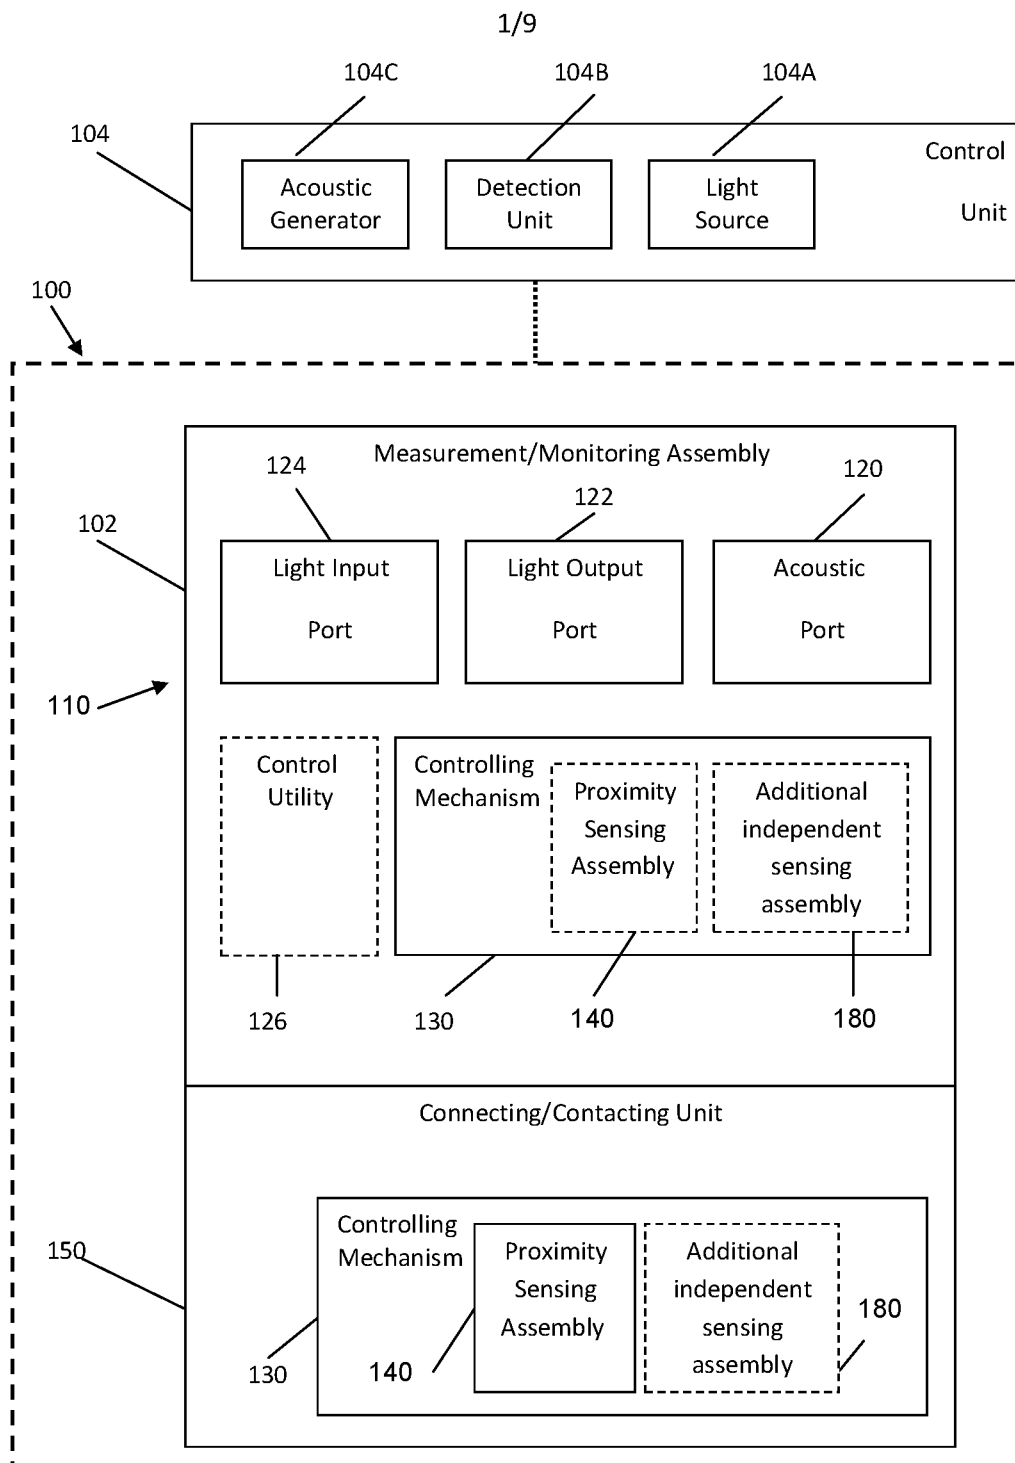 1/9
104C
104B
104A
104
Control
Unit
Acoustic
Generator
Detection
Unit
Light
Source
100
Measurement/Monitoring Assembly
124
122
120
102
Light Input
Port
Light Output
Port
Acoustic
Port
110
Control
Utility
Controlling
Mechanism
Proximity
Sensing
Assembly
Additional
independent
sensing
assembly
126
130
140
180
Connecting/Contacting Unit
150
Controlling
Mechanism
Proximity
Sensing
Assembly
Additional
independent
sensing
assembly
180
130
140